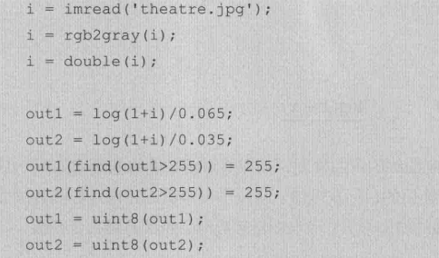 i = imread('theatre.jpg');
i = rgb2gray(i);
i = double(i);
out1 = log(1+i)/0.065;
out2 = log(1+i)/0.035;
out1(find(out1>255)) = 255;
out2(find(out2>255)) = 255;
out1 = uint8(out1);
out2 = uint8(out2);